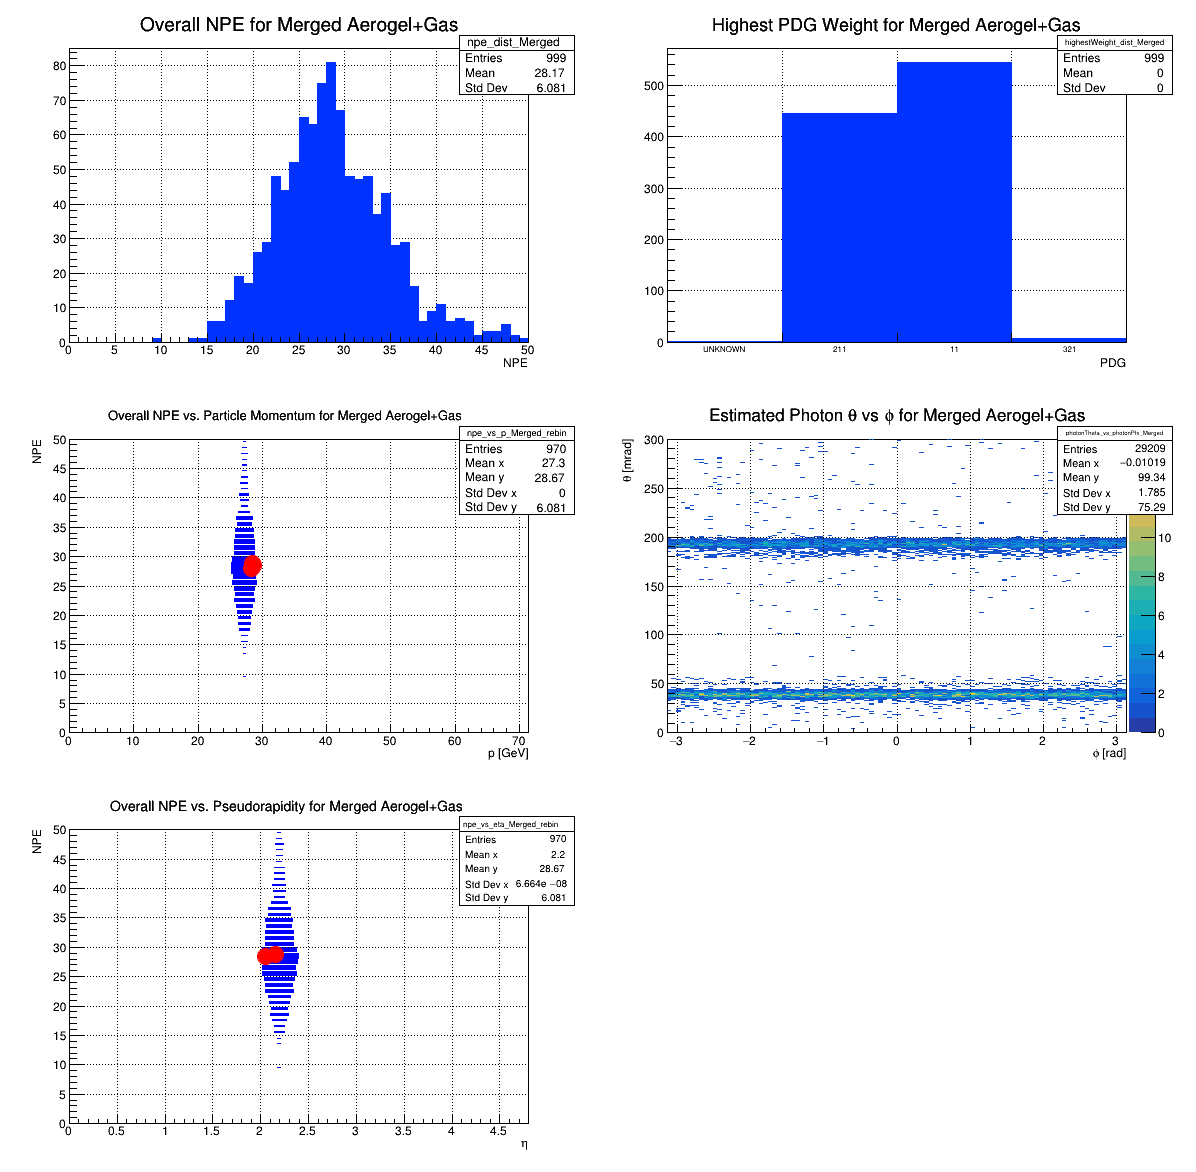 Overall NPE for Merged Aerogel+Gas
npe_dist_Merged
Entries 999
Mean 28.17
Std Dev 6.081
80
70
60
50
40
30
20
10
0
0 5 10 15 20 25 30 35 40 45 50
NPE
Highest PDG Weight for Merged Aerogel+Gas
highestWeight_dist_Merged
Entries 999
Mean 0
Std Dev 0
500
400
300
200
100
0
UNKNOWN 211 11 321
PDG
Overall NPE vs. Particle Momentum for Merged Aerogel+Gas
npe_vs_p_Merged_rebin
Entries 970
Mean x 27.3
Mean y 28.67
Std Dev x 0
Std Dev y 6.081
NPE
50
45
40
35
30
25
20
15
10
5
0
0 10 20 30 40 50 60 70
p [GeV]
Estimated Photon θ vs ϕ for Merged Aerogel+Gas
photonTheta_vs_photonPhi_Merged
Entries 29209
Mean x −0.01019
Mean y 99.34
Std Dev x 1.785
Std Dev y 75.29
θ [mrad]
300
250
200
150
100
50
0
−3 −2 −1 0 1 2 3
ϕ [rad]
10
8
6
4
2
0
Overall NPE vs. Pseudorapidity for Merged Aerogel+Gas
npe_vs_eta_Merged_rebin
Entries 970
Mean x 2.2
Mean y 28.67
Std Dev x 6.664e −08
Std Dev y 6.081
NPE
50
45
40
35
30
25
20
15
10
5
0
0 0.5 1 1.5 2 2.5 3 3.5 4 4.5
η